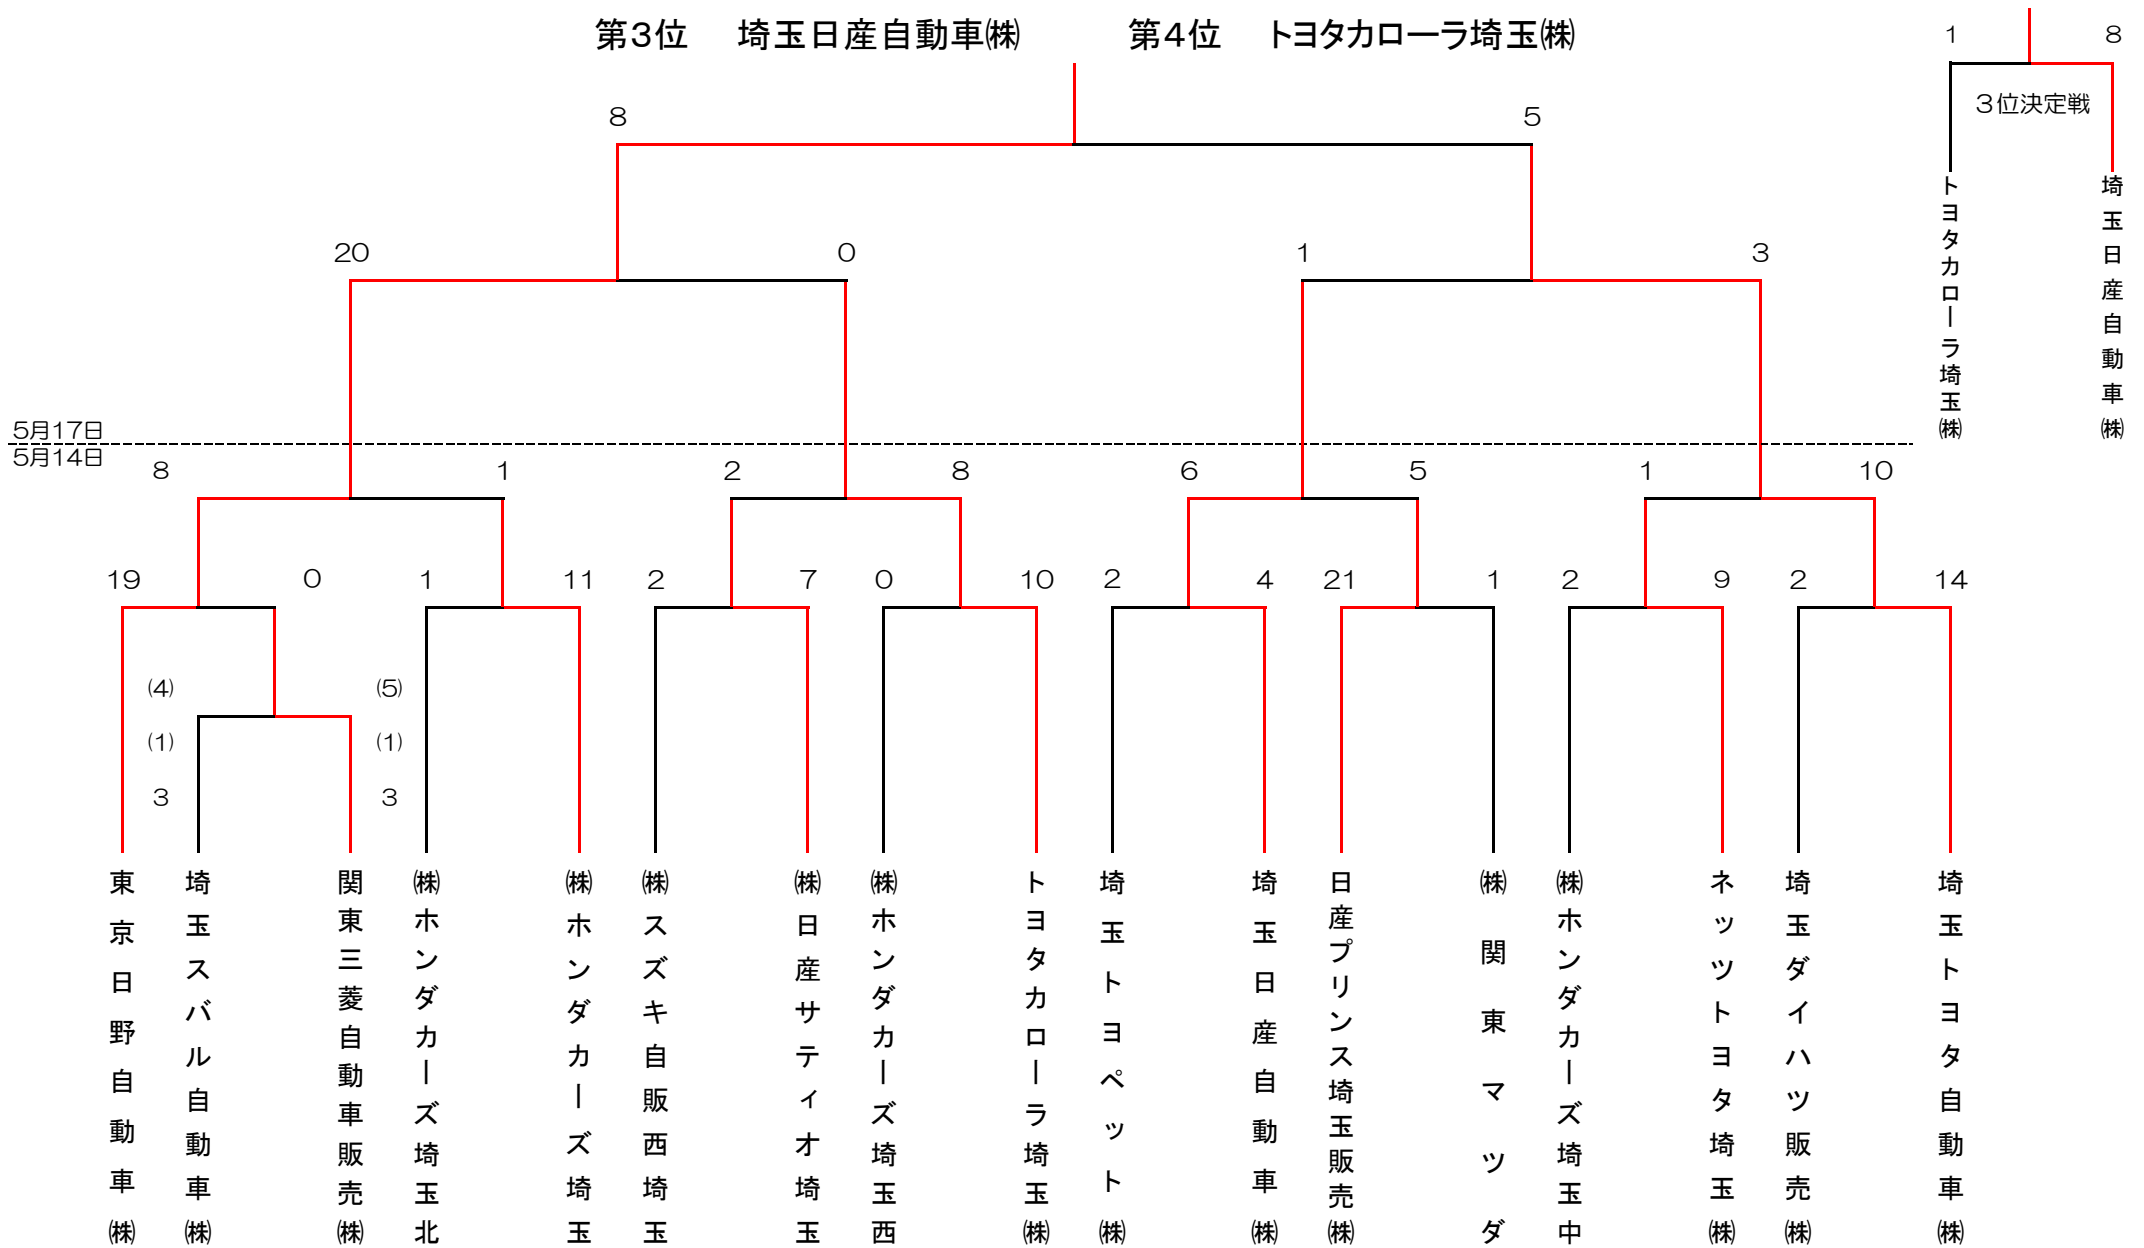 第3位 埼玉日産自動車㈱ 第4位 トヨタカローラ埼玉㈱
1 8
3位決定戦
トヨタカローラ埼玉㈱
埼玉日産自動車㈱
8 5
20 0 1 3
5月17日
5月14日
8 1 2 8 6 5 1 10
19 0 1 11 2 7 0 10 2 4 21 1 2 9 2 14
(4) (5)
(1) (1)
3 3
東京日野自動車㈱
埼玉スバル自動車㈱
関東三菱自動車販売㈱
㈱ホンダカーズ埼玉北
㈱ホンダカーズ埼玉
㈱スズキ自販西埼玉
㈱日産サティオ埼玉
㈱ホンダカーズ埼玉西
トヨタカローラ埼玉㈱
埼玉トヨペット㈱
埼玉日産自動車㈱
日産プリンス埼玉販売㈱
㈱関東マツダ
㈱ホンダカーズ埼玉中
ネッツトヨタ埼玉㈱
埼玉ダイハツ販売㈱
埼玉トヨタ自動車㈱